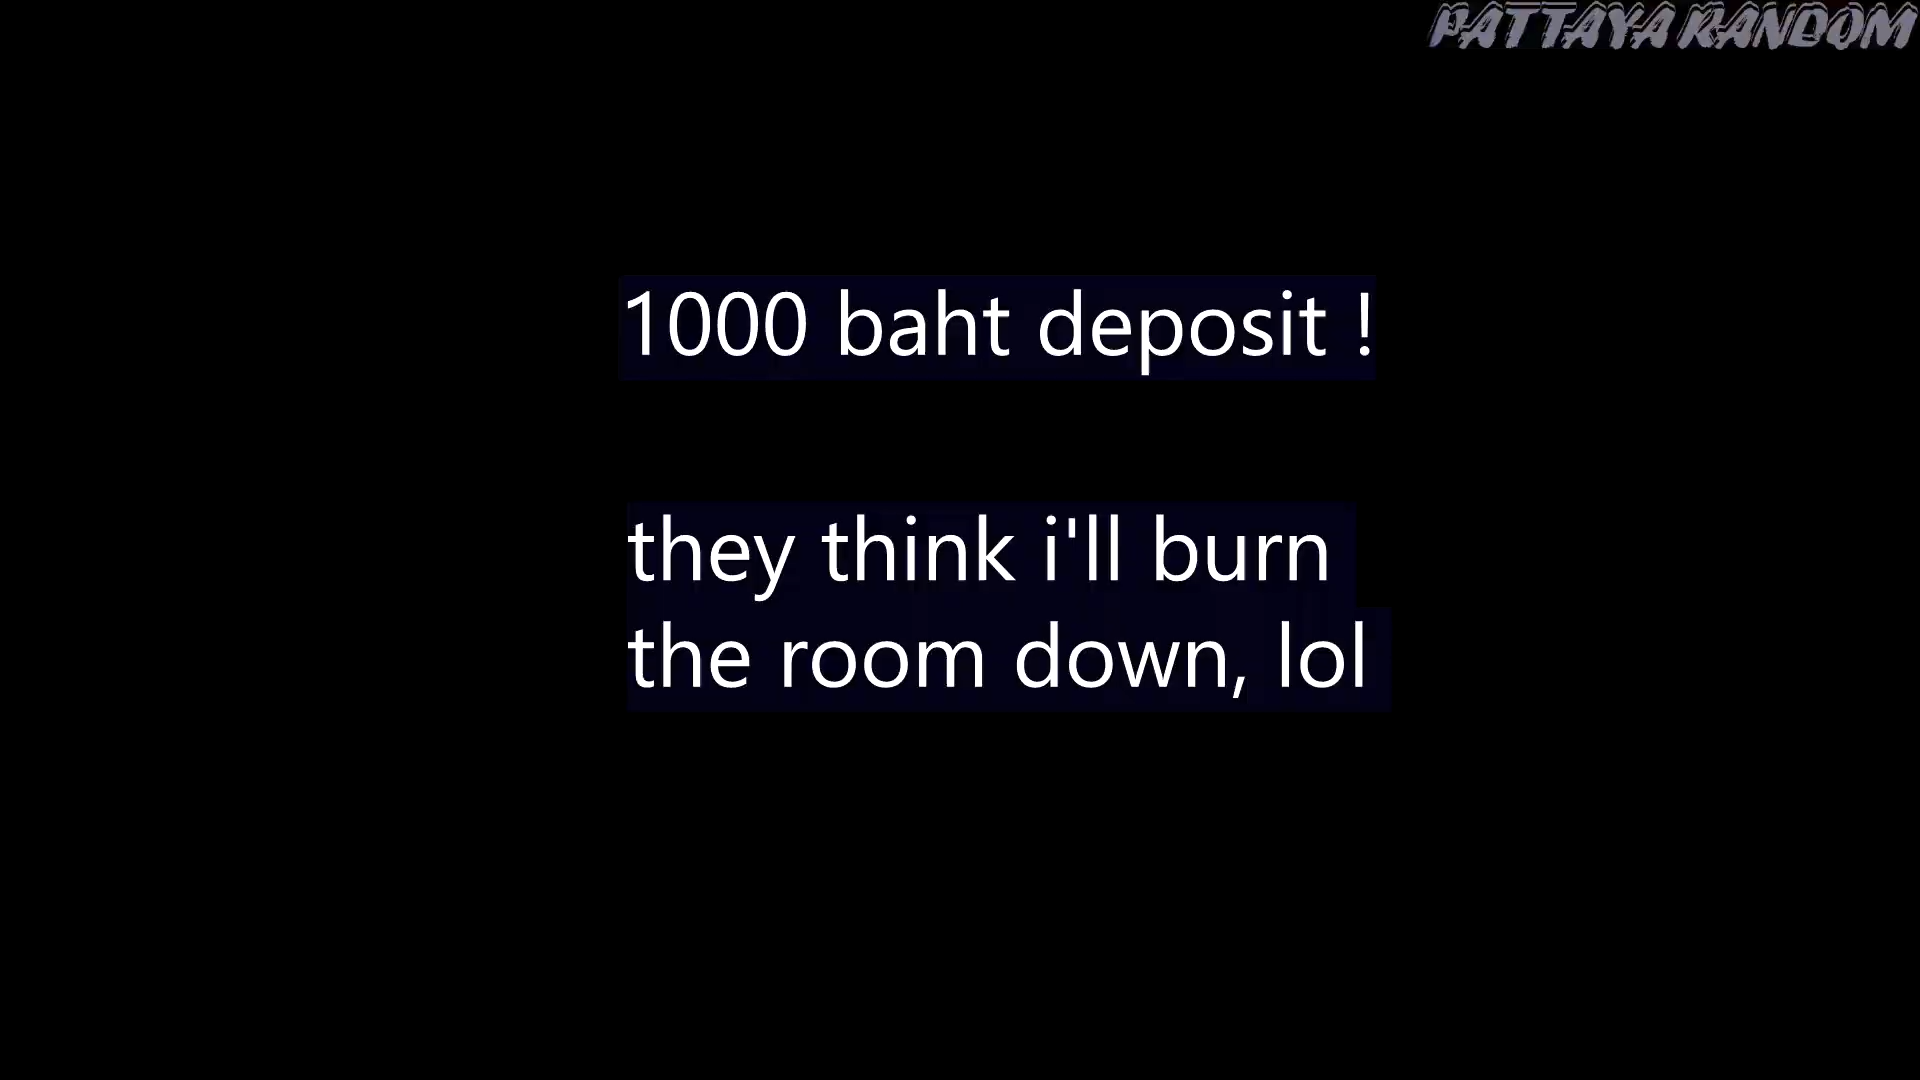 PATTAYA RANDOM
1000 baht deposit !
they think i'll burn
the room down, lol